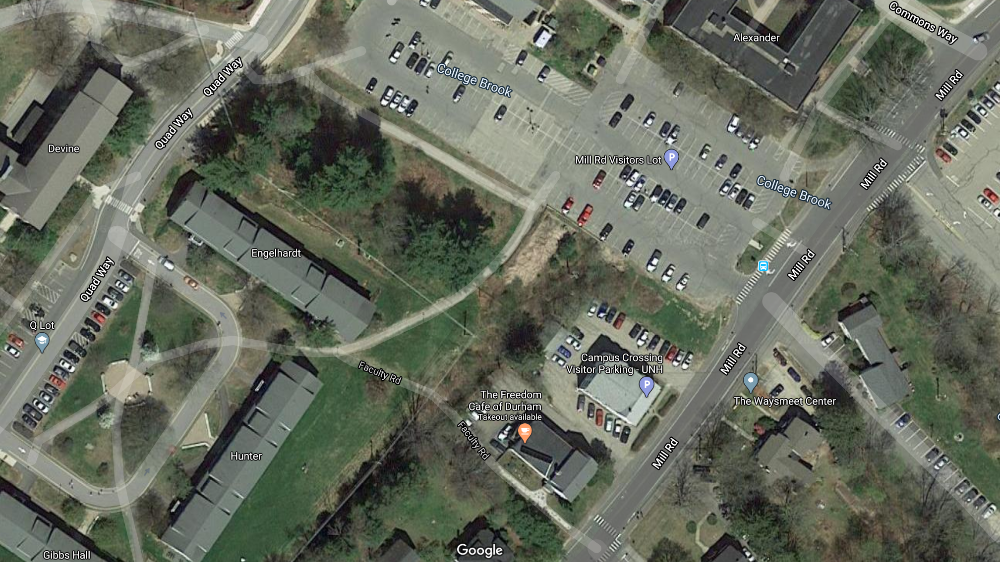 Commons Way
Alexander
Quad Way
College Brook
Mill Rd
Quad Way
Devine
Mill Rd Visitors Lot
Mill Rd
College Brook
Engelhardt
Mill Rd
Quad Way
Q Lot
Campus Crossing
Visitor Parking - UNH
Mill Rd
Faculty Rd
The Freedom
Cafe of Durham
Takeout available
The Waysmeet Center
Faculty Rd
Hunter
Mill Rd
Gibbs Hall
Google